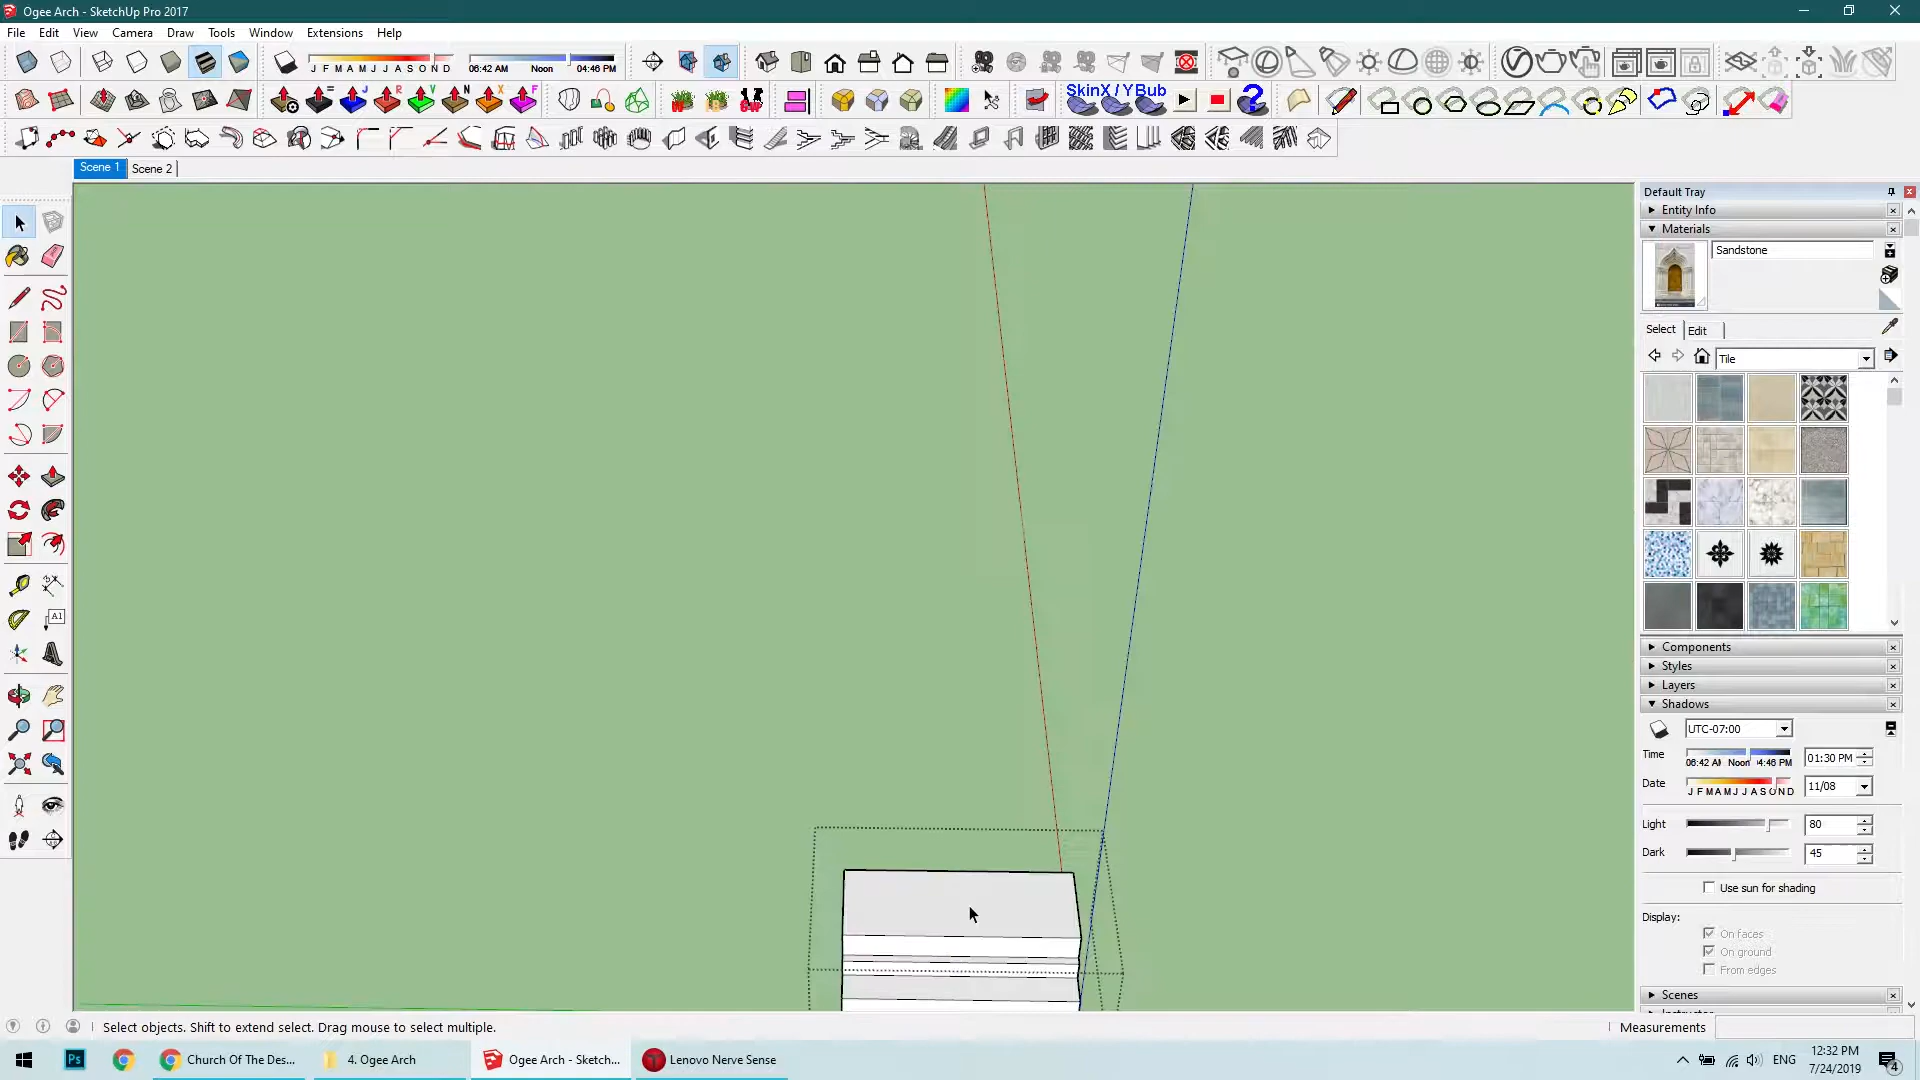 Ogee Arch - SketchUp Pro 2017
File Edit View Camera Draw Tools Window Extensions Help
J F M A M J J A S O N D
06:42 AM Noon 04:46 PM
= J R V N X F
SkinX / YBub
?
Scene 1 Scene 2
Default Tray
Entity Info
Materials
Sandstone
Select Edit
Tile
A1
Components
Styles
Layers
Shadows
UTC-07:00
Time 01:30 PM
Noon
Date 11/08
J F M A M J J A S O N D
Light 80
Dark 45
Use sun for shading
Display:
On faces
On ground
From edges
Scenes
Select objects. Shift to extend select. Drag mouse to select multiple.
Measurements
Ps
Church Of The Des...
4. Ogee Arch
Ogee Arch - Sketch...
Lenovo Nerve Sense
ENG
12:32 PM
7/24/2019
4